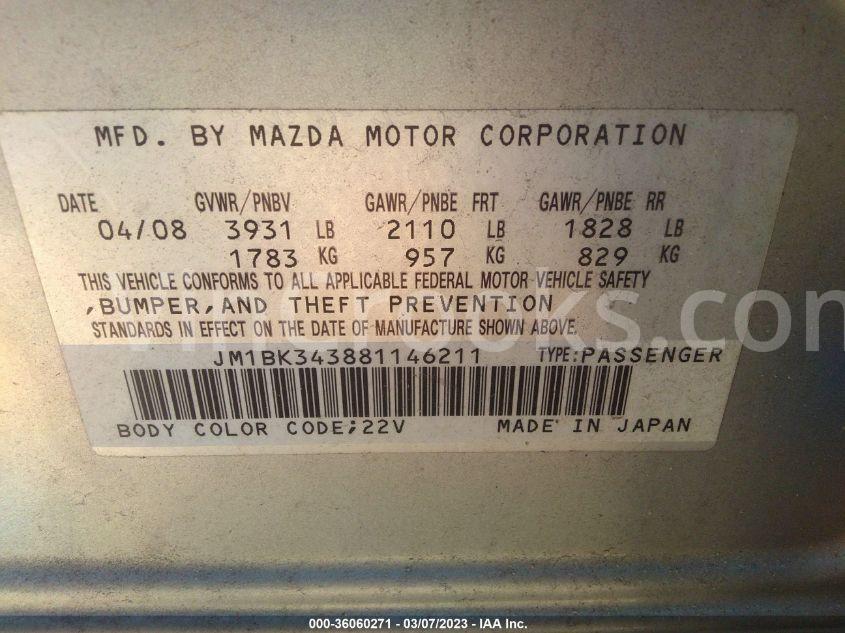 MFD. BY MAZDA MOTOR CORPORATION
DATE GVWR/PNBV GAWR/PNBE FRT GAWR/PNBE RR
04/08 3931 LB 2110 LB 1828 LB
1783 KG 957 KG 829 KG
THIS VEHICLE CONFORMS TO ALL APPLICABLE FEDERAL MOTOR VEHICLE SAFETY
,BUMPER,AND THEFT PREVENTION
STANDARDS IN EFFECT ON THE DATE OF MANUFACTURE SHOWN ABOVE.
JM1BK343881146211 TYPE:PASSENGER
BODY COLOR CODE;22V MADE IN JAPAN
000-36060271 - 03/07/2023 - IAA Inc.